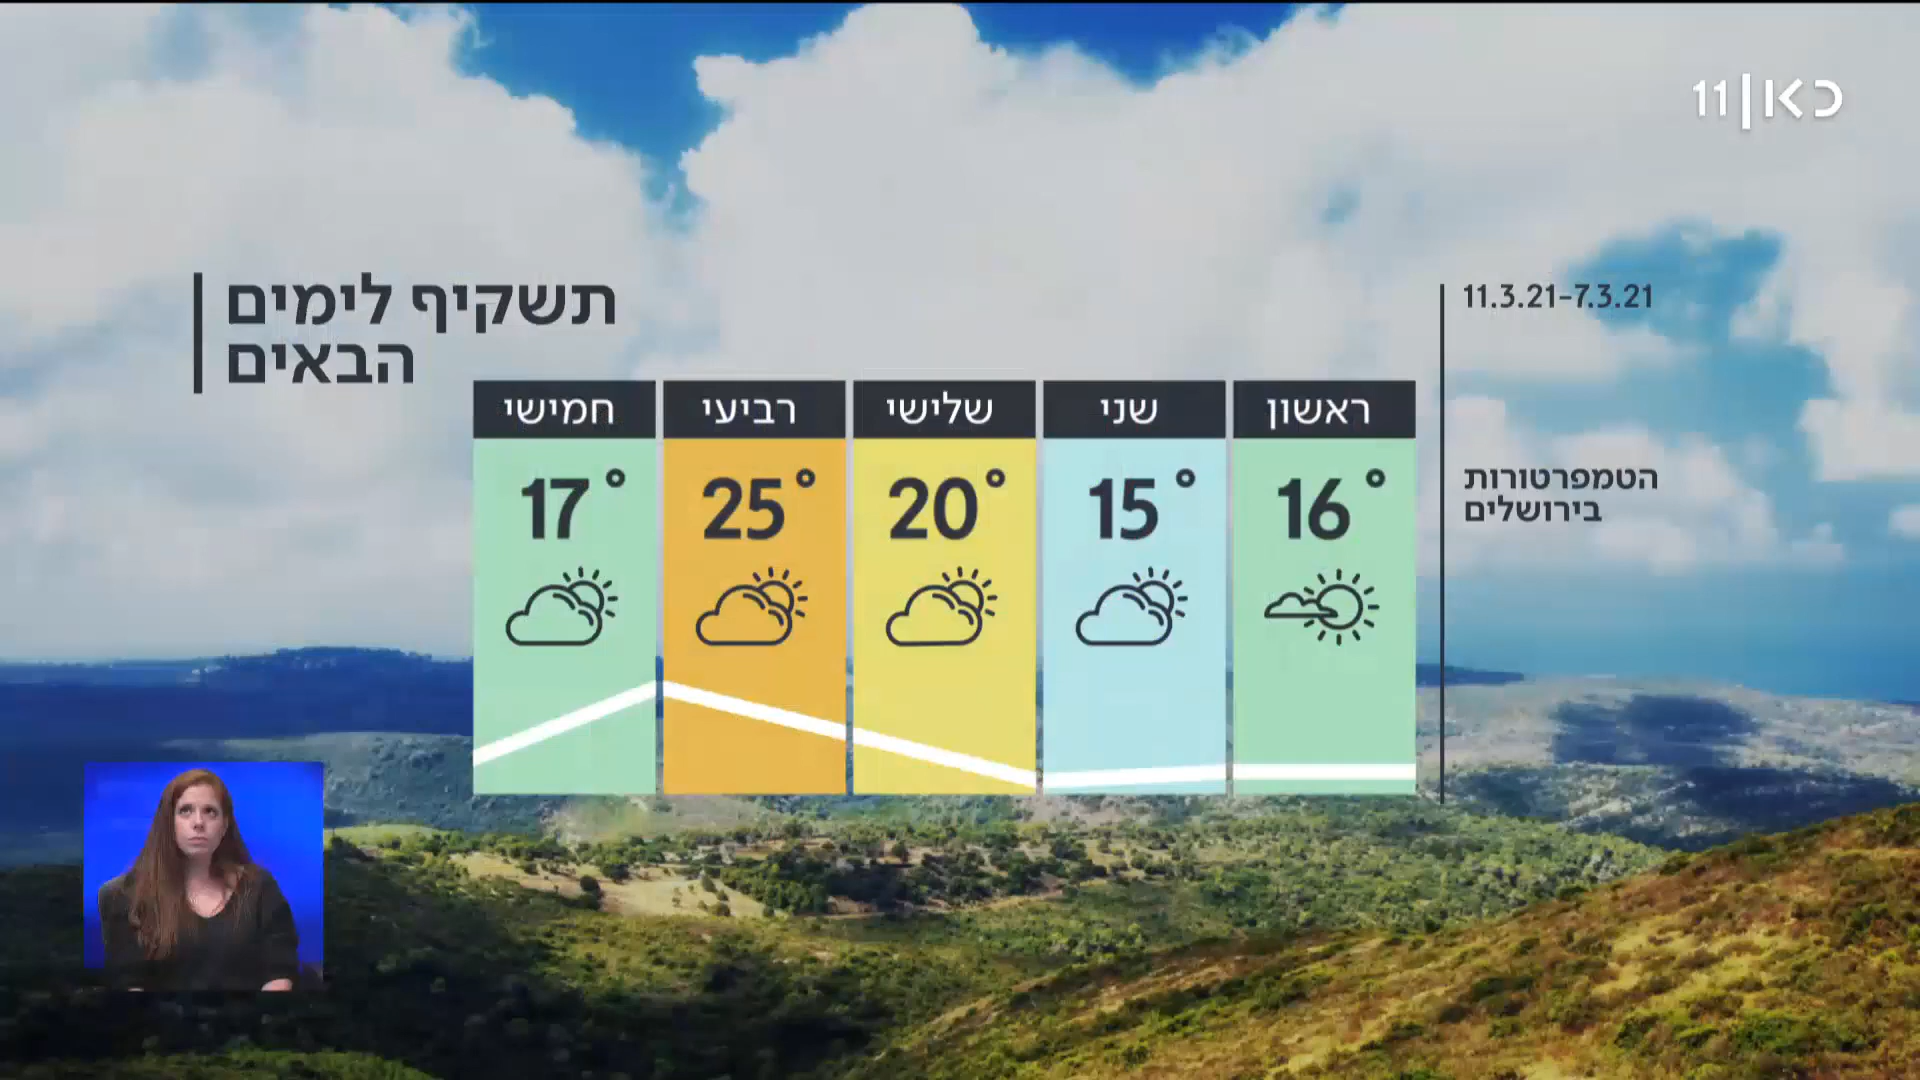 כאן 11
תשקיף לימים
הבאים
11.3.21-7.3.21
הטמפרטורות
בירושלים
ראשון
16°
שני
15°
שלישי
20°
רביעי
25°
חמישי
17°